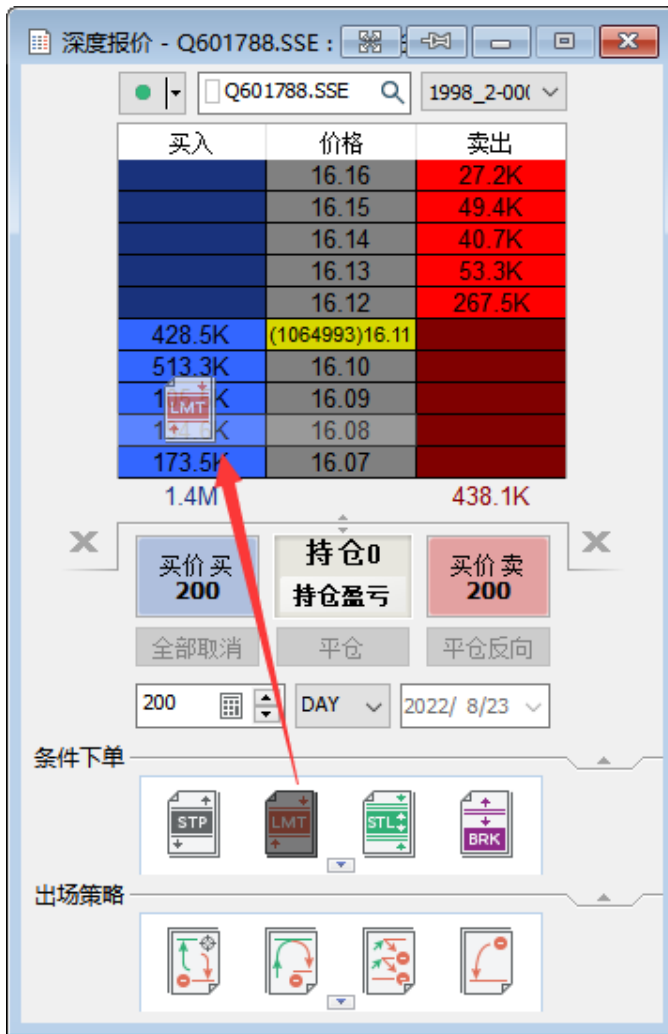 深度报价 - Q601788.SSE :
Q601788.SSE 1998_2-00(
买入 价格 卖出
16.16 27.2K
16.15 49.4K
16.14 40.7K
16.13 53.3K
16.12 267.5K
428.5K (1064993)16.11
513.3K 16.10
LMT 16.09
16.08
173.5K 16.07
1.4M 438.1K
买价 买 持仓0 买价 卖
200 持仓盈亏 200
全部取消 平仓 平仓反向
200 DAY 2022/ 8/23
条件下单
STP LMT STL BRK
出场策略